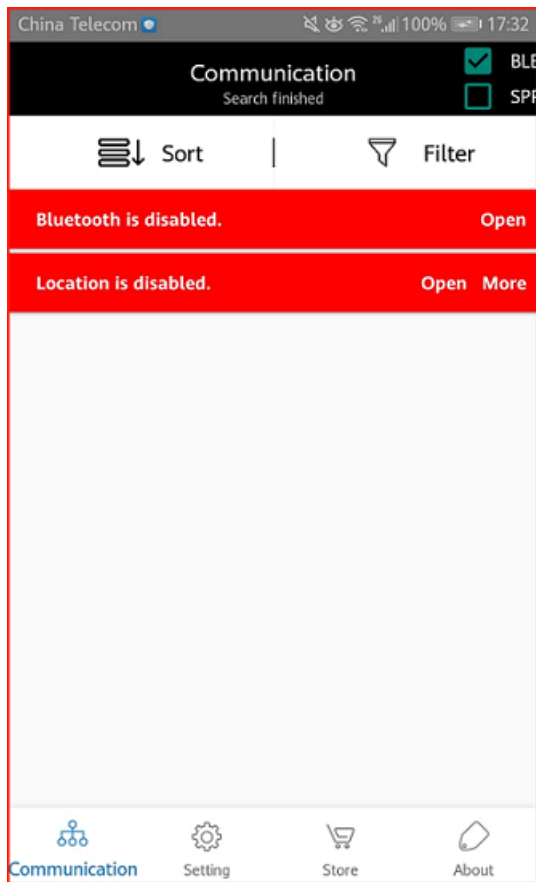 China Telecom 100% 17:32
Communication
Search finished
BLE
SPP
Sort | Filter
Bluetooth is disabled. Open
Location is disabled. Open More
Communication Setting Store About